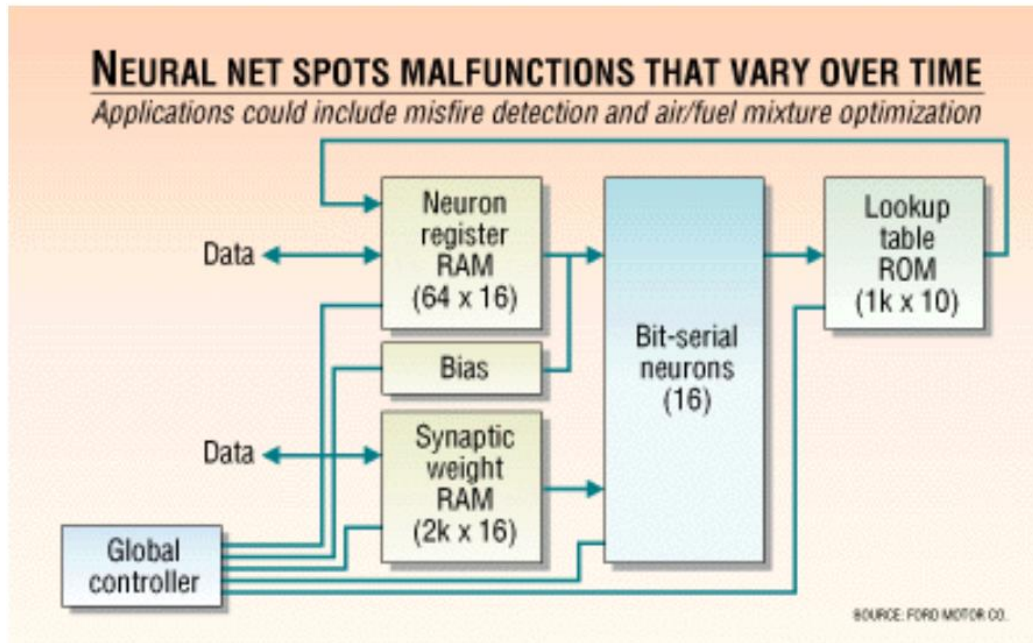 NEURAL NET SPOTS MALFUNCTIONS THAT VARY OVER TIME
Applications could include misfire detection and air/fuel mixture optimization
Neuron
register
RAM
(64 x 16)
Lookup
table
ROM
(1k x 10)
Data
Bit-serial
neurons
(16)
Bias
Data
Synaptic
weight
RAM
(2k x 16)
Global
controller
SOURCE: FORD MOTOR CO.